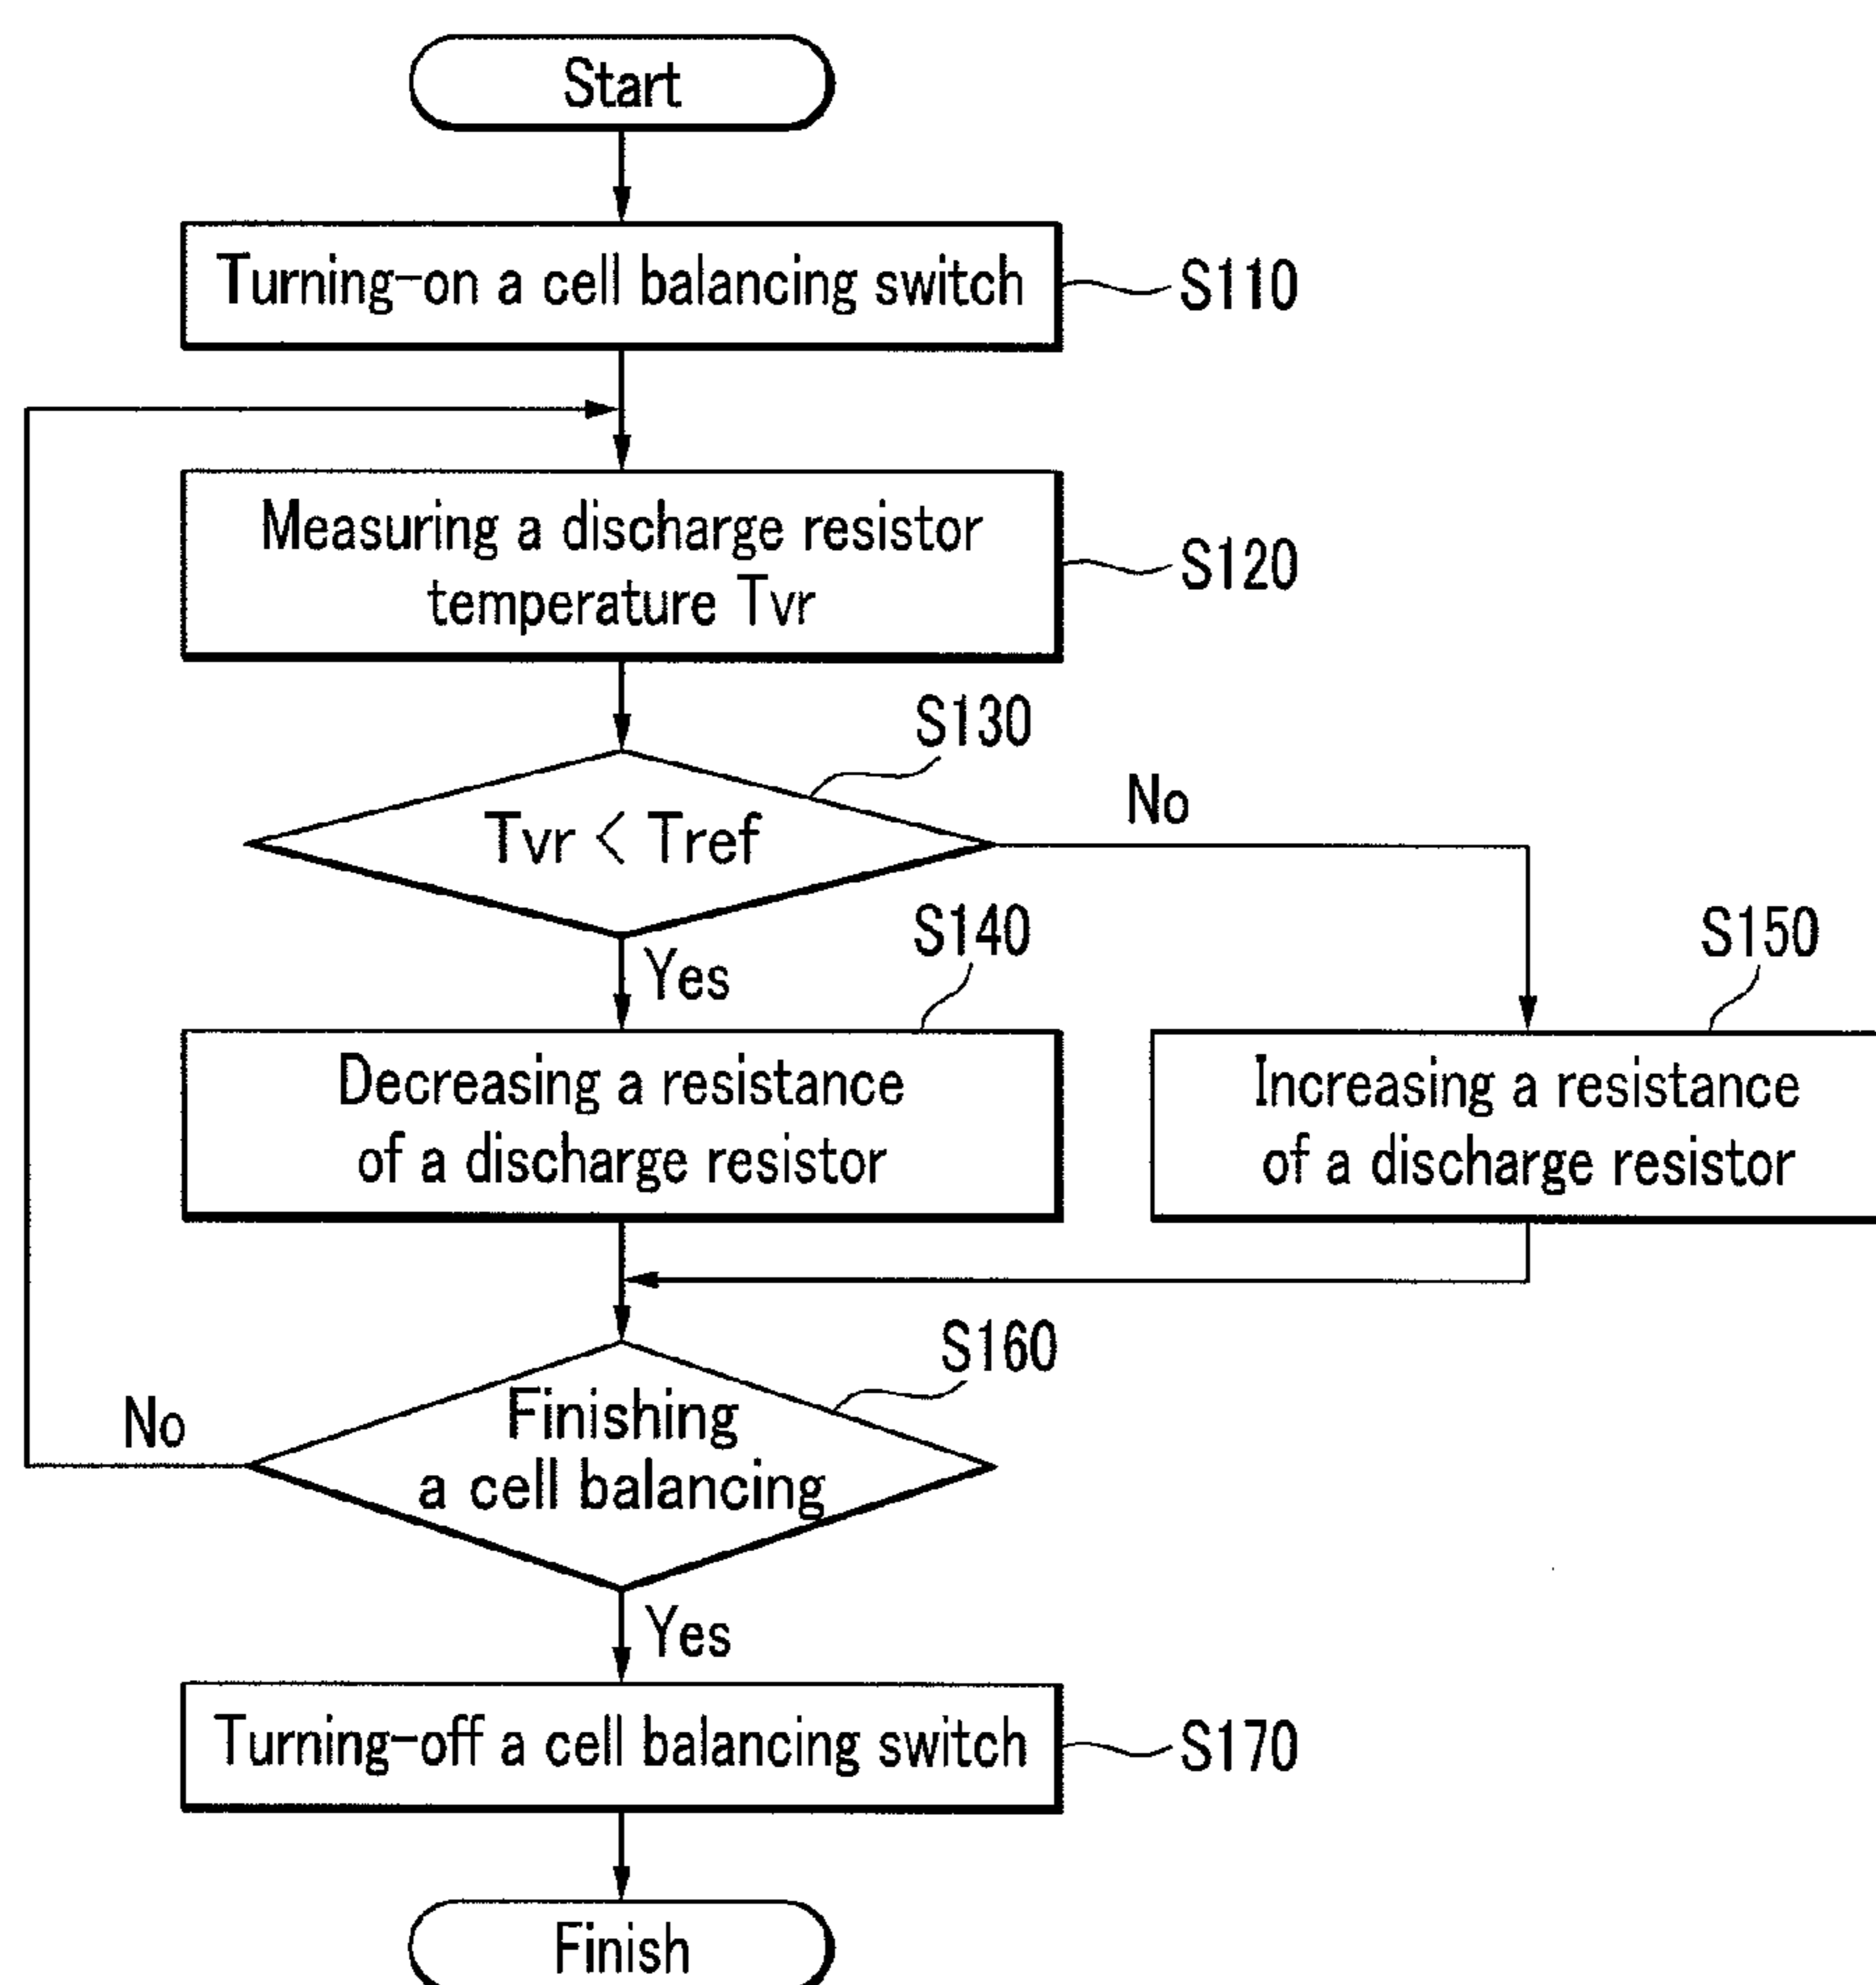 Start
Turning-on a cell balancing switch
S110
Measuring a discharge resistor
temperature Tvr
S120
S130
Tvr < Tref
No
Yes
S140
S150
Decreasing a resistance
of a discharge resistor
Increasing a resistance
of a discharge resistor
S160
Finishing
a cell balancing
No
Yes
Turning-off a cell balancing switch
S170
Finish